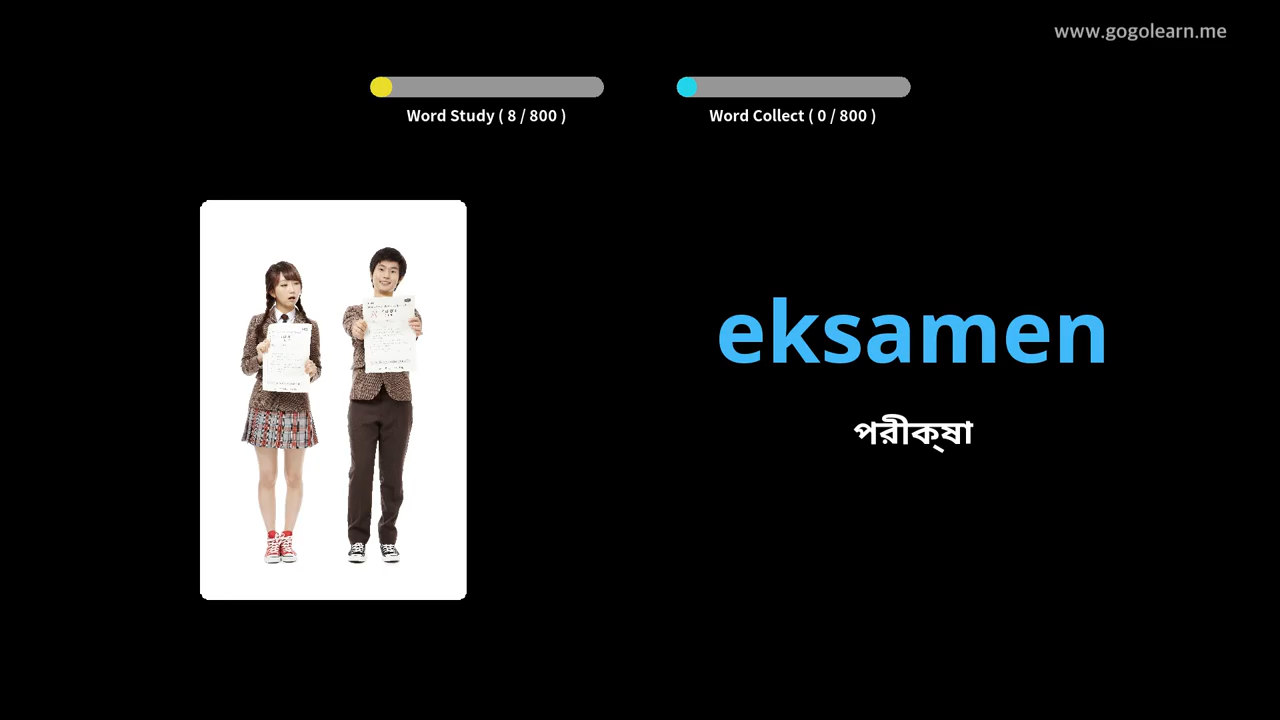 www.gogolearn.me
Word Study ( 8 / 800 )
Word Collect ( 0 / 800 )
eksamen
পরীক্ষা